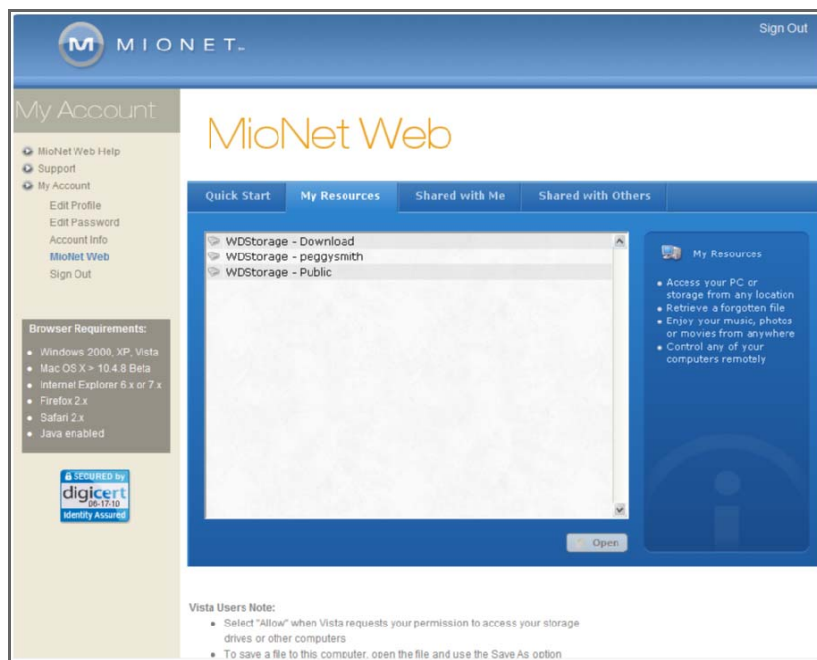 MIONET
Sign Out
My Account
MioNet Web Help
Support
My Account
Edit Profile
Edit Password
Account Info
MioNet Web
Sign Out
Browser Requirements:
Windows 2000, XP, Vista
Mac OS X > 10.4.8 Beta
Internet Explorer 6.x or 7.x
Firefox 2.x
Safari 2.x
Java enabled
SECURED by
digicert
06-17-10
Identity Assured
MioNet Web
Quick Start
My Resources
Shared with Me
Shared with Others
WDStorage - Download
WDStorage - peggysmith
WDStorage - Public
Open
My Resources
Access your PC or
storage from any location
Retrieve a forgotten file
Enjoy your music, photos
or movies from anywhere
Control any of your
computers remotely
Vista Users Note:
Select "Allow" when Vista requests your permission to access your storage
drives or other computers
To save a file to this computer, open the file and use the Save As option